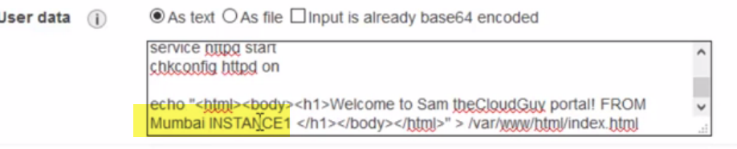 User data
As text As file Input is already base64 encoded
service httpd start
chkconfig httpd on
echo "<html><body><h1>Welcome to Sam theCloudGuy portal! FROM
Mumbai INSTANCE1 </h1></body></html>" > /var/www/html/index.html